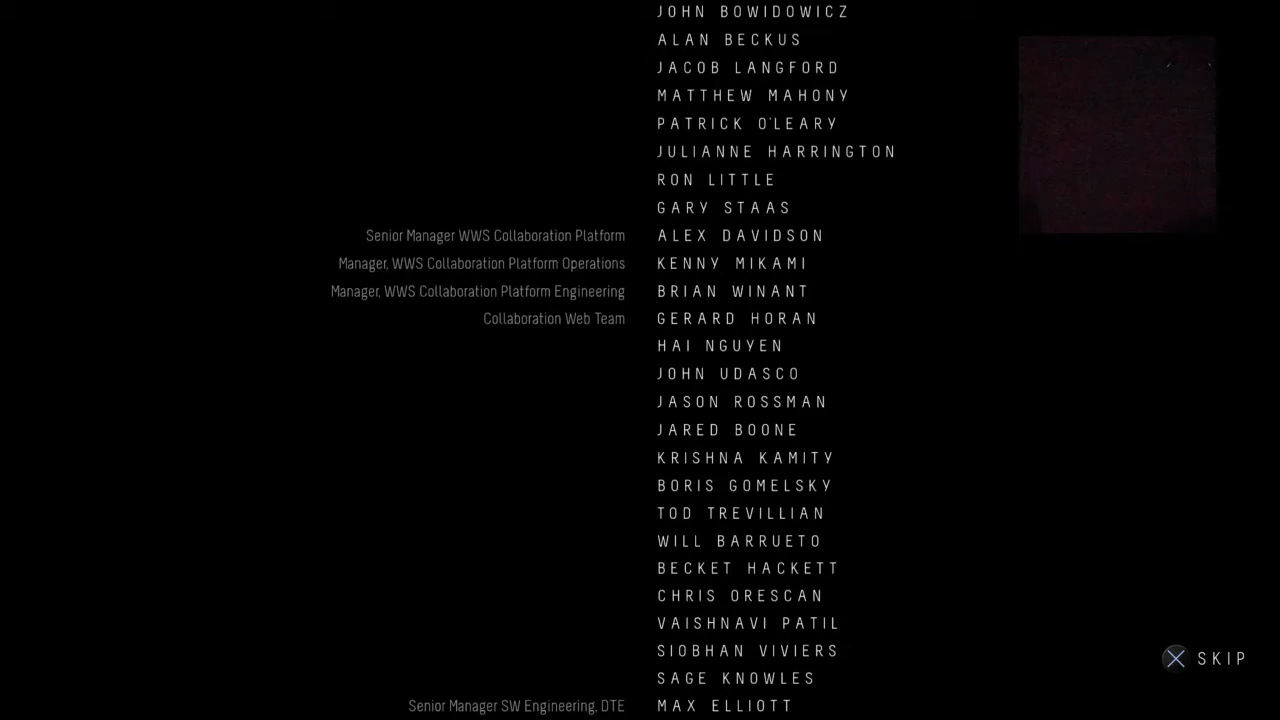 JOHN BOWIDOWICZ
ALAN BECKUS
JACOB LANGFORD
MATTHEW MAHONY
PATRICK O'LEARY
JULIANNE HARRINGTON
RON LITTLE
GARY STAAS
Senior Manager WWS Collaboration Platform ALEX DAVIDSON
Manager, WWS Collaboration Platform Operations KENNY MIKAMI
Manager, WWS Collaboration Platform Engineering BRIAN WINANT
Collaboration Web Team GERARD HORAN
HAI NGUYEN
JOHN UDASCO
JASON ROSSMAN
JARED BOONE
KRISHNA KAMITY
BORIS GOMELSKY
TOD TREVILLIAN
WILL BARRUETO
BECKET HACKETT
CHRIS ORESCAN
VAISHNAVI PATIL
SIOBHAN VIVIERS
SKIP
SAGE KNOWLES
Senior Manager SW Engineering, DTE MAX ELLIOTT